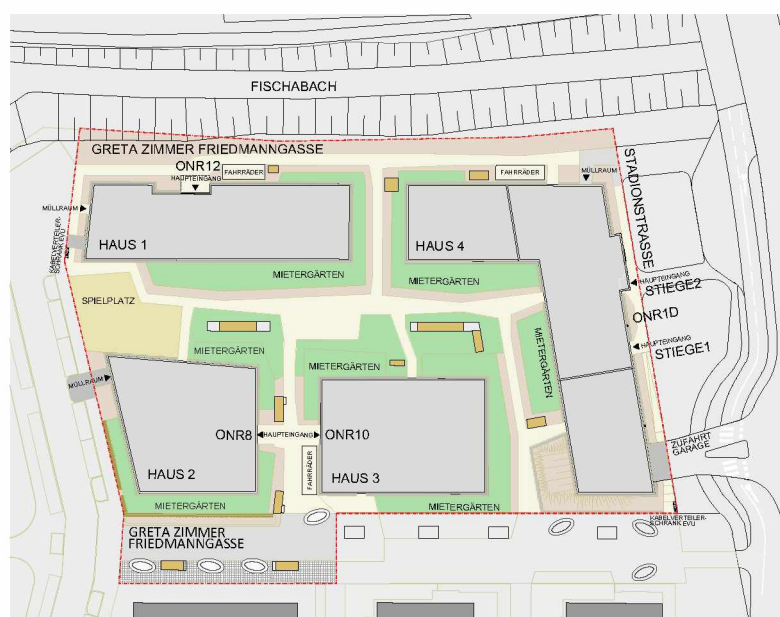 FISCHABACH
GRETA ZIMMER FRIEDMANNGASSE
ONR12
HAUPTEINGANG
FAHRRÄDER
FAHRRÄDER
MÜLLRAUM
STADIONSTRASSE
MÜLLRAUM
HAUS 1
HAUS 4
KABELVERTEILER-
SCHRANK EVU
MIETERGÄRTEN
MIETERGÄRTEN
HAUPTEINGANG
STIEGE2
SPIELPLATZ
ONR1D
HAUPTEINGANG
STIEGE1
MIETERGÄRTEN
MIETERGÄRTEN
MIETERGÄRTEN
MÜLLRAUM
ONR8
HAUPTEINGANG
ONR10
ZUFAHRT
GARAGE
HAUS 2
FAHRRÄDER
HAUS 3
MIETERGÄRTEN
MIETERGÄRTEN
KABELVERTEILER-
SCHRANK EVU
GRETA ZIMMER
FRIEDMANNGASSE